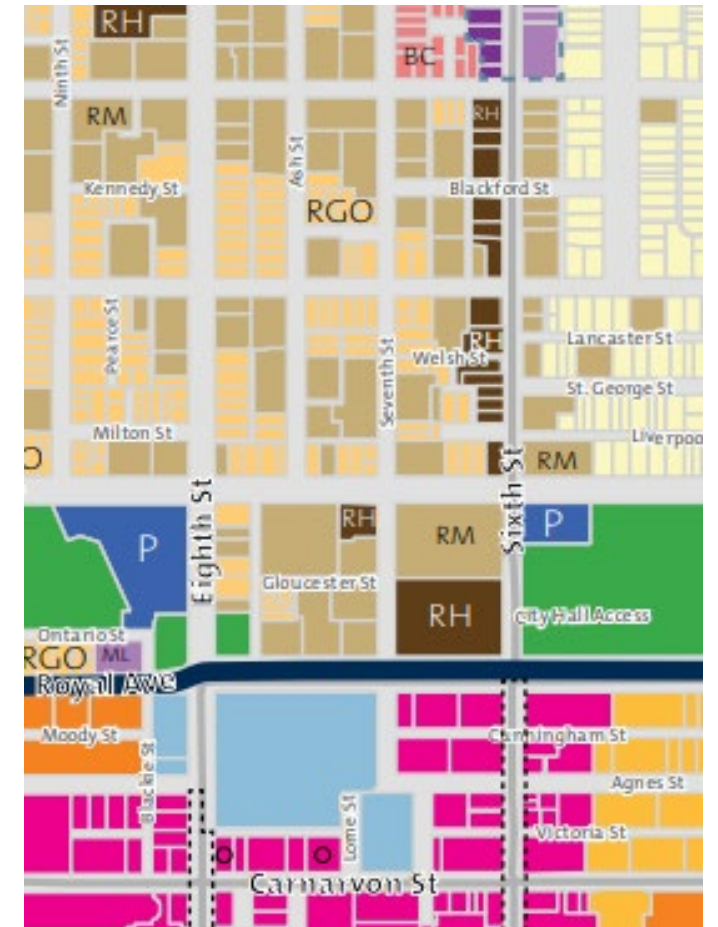 RH
Ninth St
BC
RM
Ash St
RH
Kennedy St
Blackford St
RGO
Pearce St
Lancaster St
RH
Welsh St
Seventh St
St. George St
Milton St
Liverpoo
O
RM
Eighth St
Sixth St
RH
P
P
RM
Gloucester St
RH
City Hall Access
Ontario St
RGO
ML
Royal Ave
Moody St
Cunningham St
Blackie St
Agnes St
Lorne St
Victoria St
Carnarvon St